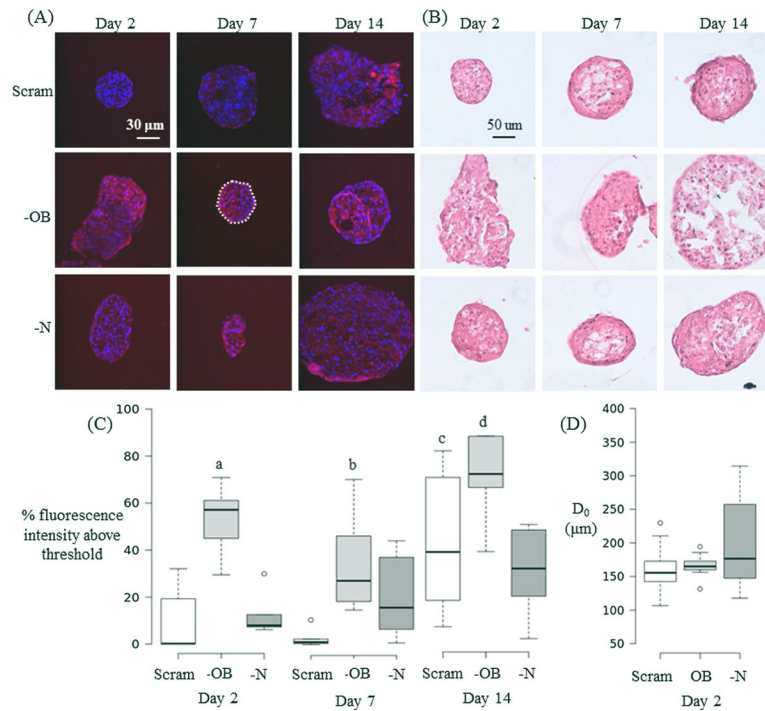 (A) Day 2 Day 7 Day 14 (B) Day 2 Day 7 Day 14
Scram
30 µm
50 um
-OB
-N
(C)
(D)
% fluorescence
intensity above
threshold
100
80
60
40
20
0
a
b
c
d
Scram -OB -N Scram -OB -N Scram -OB -N
Day 2 Day 7 Day 14
D0
(µm)
400
350
300
250
200
150
100
50
Scram OB -N
Day 2